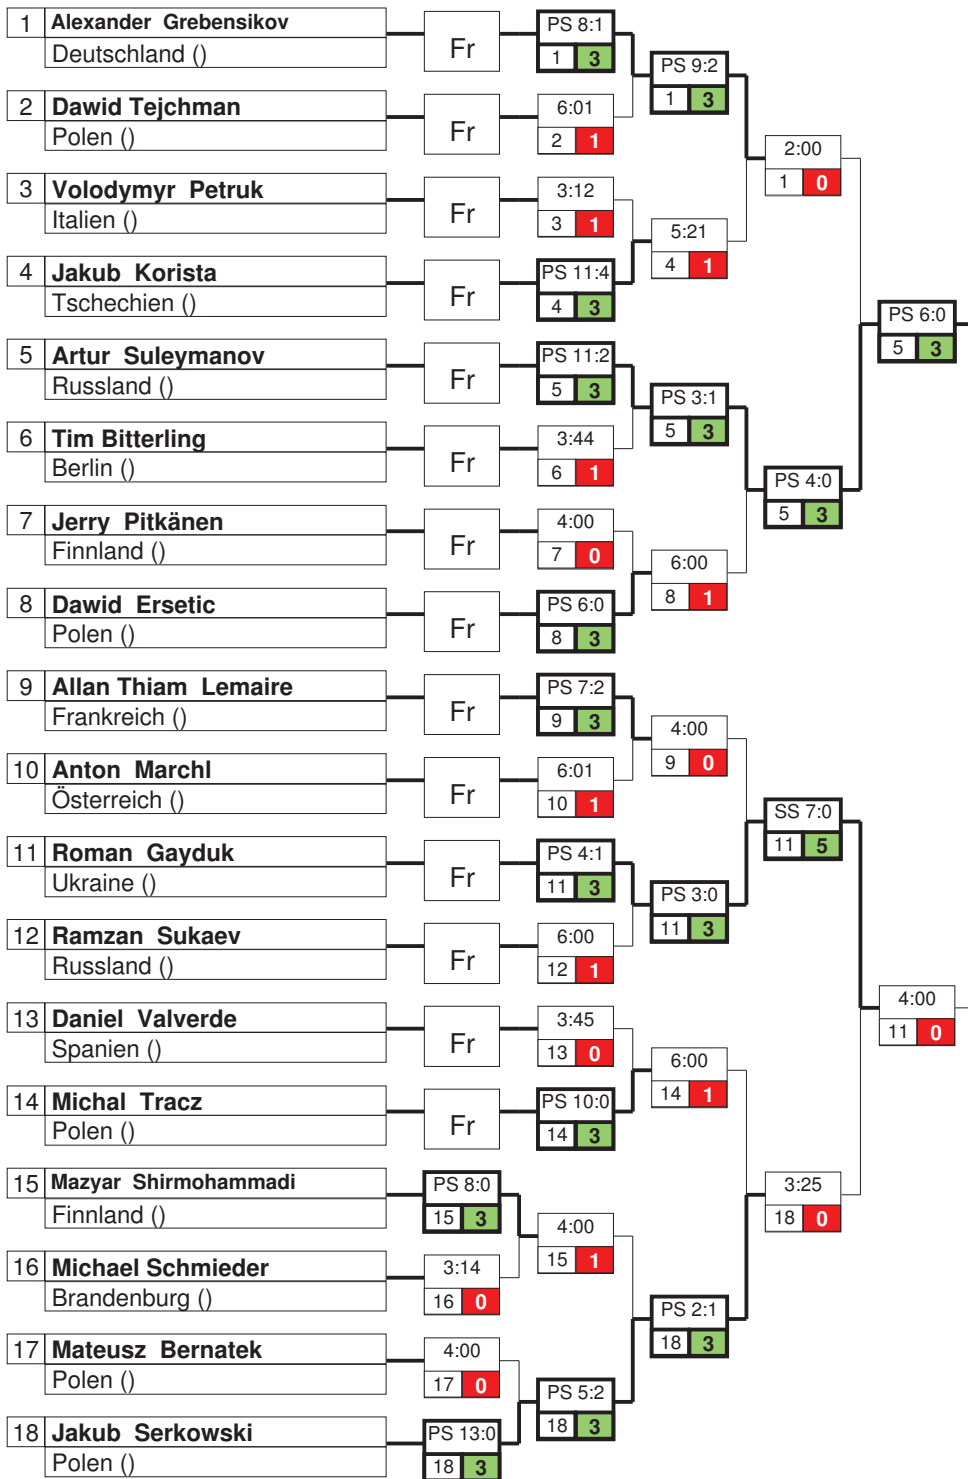 1 Alexander Grebensikov
Deutschland ()
Fr
PS 8:1
1 3
2 Dawid Tejchman
Polen ()
Fr
6:01
2 1
PS 9:2
1 3
3 Volodymyr Petruk
Italien ()
Fr
3:12
3 1
2:00
1 0
4 Jakub Korista
Tschechien ()
Fr
PS 11:4
4 3
5:21
4 1
5 Artur Suleymanov
Russland ()
Fr
PS 11:2
5 3
PS 6:0
5 3
6 Tim Bitterling
Berlin ()
Fr
3:44
6 1
PS 3:1
5 3
7 Jerry Pitkänen
Finnland ()
Fr
4:00
7 0
PS 4:0
5 3
8 Dawid Ersetic
Polen ()
Fr
PS 6:0
8 3
6:00
8 1
9 Allan Thiam Lemaire
Frankreich ()
Fr
PS 7:2
9 3
10 Anton Marchl
Österreich ()
Fr
6:01
10 1
4:00
9 0
11 Roman Gayduk
Ukraine ()
Fr
PS 4:1
11 3
SS 7:0
11 5
12 Ramzan Sukaev
Russland ()
Fr
6:00
12 1
PS 3:0
11 3
13 Daniel Valverde
Spanien ()
Fr
3:45
13 0
4:00
11 0
14 Michal Tracz
Polen ()
Fr
PS 10:0
14 3
6:00
14 1
15 Mazyar Shirmohammadi
Finnland ()
PS 8:0
15 3
3:25
18 0
16 Michael Schmieder
Brandenburg ()
3:14
16 0
4:00
15 1
17 Mateusz Bernatek
Polen ()
4:00
17 0
PS 2:1
18 3
18 Jakub Serkowski
Polen ()
PS 13:0
18 3
PS 5:2
18 3